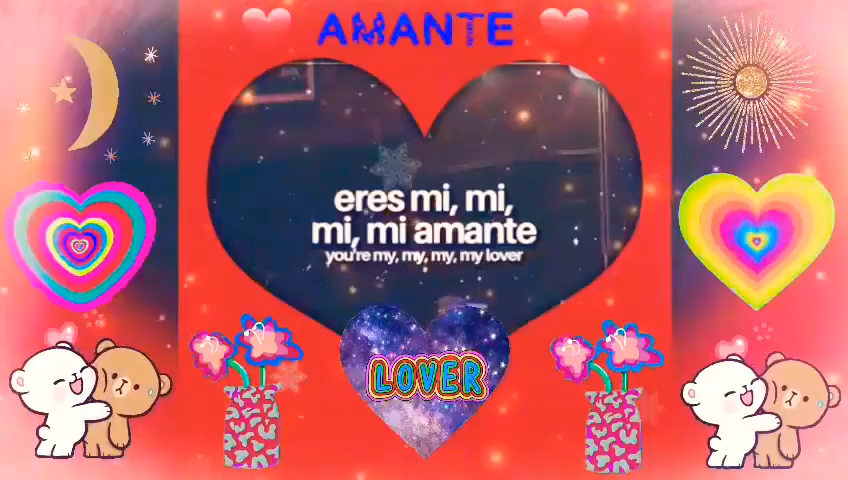 AMANTE
eres mi, mi,
mi, mi amante
you're my, my, my, my lover
LOVER